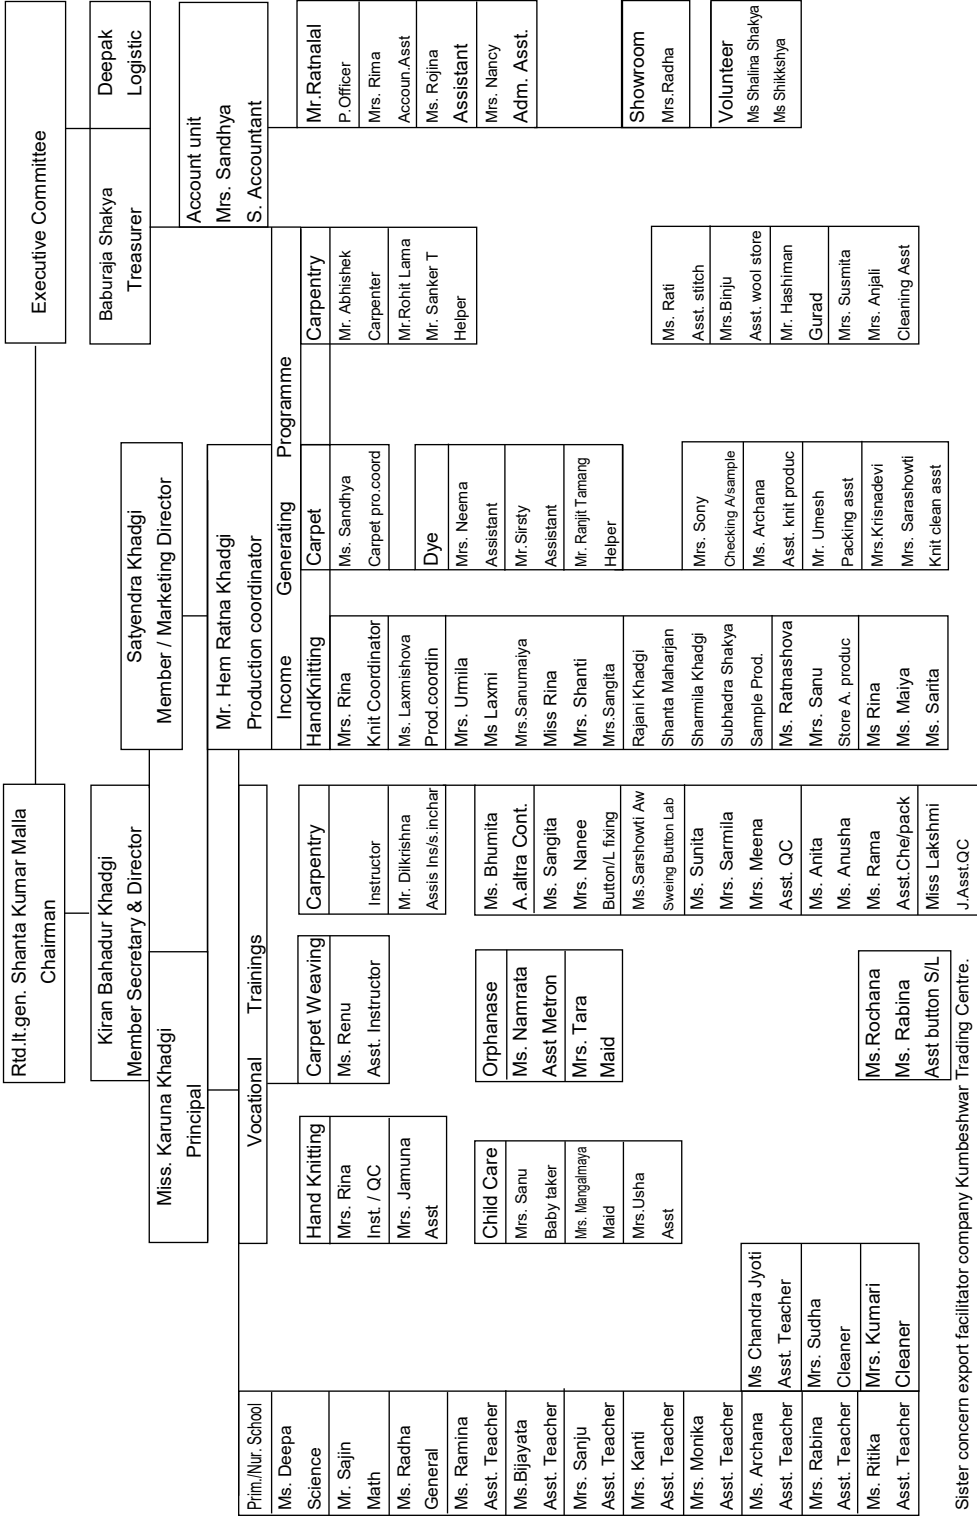 Rtd.lt.gen. Shanta Kumar Malla
Chairman
Executive Committee
Kiran Bahadur Khadgi
Member Secretary & Director
Satyendra Khadgi
Member / Marketing Director
Baburaja Shakya
Treasurer
Deepak
Logistic
Miss. Karuna Khadgi
Principal
Mr. Hem Ratna Khadgi
Production coordinator
Account unit
Mrs. Sandhya
S. Accountant
Vocational Trainings
Income Generating Programme
Prim./Nur. School
Ms. Deepa
Science
Mr. Sajin
Math
Ms. Radha
General
Ms. Ramina
Asst. Teacher
Ms.Bijayata
Asst. Teacher
Mrs. Sanju
Asst. Teacher
Mrs. Kanti
Asst. Teacher
Mrs. Monika
Asst. Teacher
Ms. Archana
Asst. Teacher
Mrs. Rabina
Asst. Teacher
Ms. Ritika
Asst. Teacher
Ms Chandra Jyoti
Asst. Teacher
Mrs. Sudha
Cleaner
Mrs. Kumari
Cleaner
Hand Knitting
Mrs. Rina
Inst. / QC
Mrs. Jamuna
Asst
Child Care
Mrs. Sanu
Baby taker
Mrs. Mangalmaya
Maid
Mrs.Usha
Asst
Carpet Weaving
Ms. Renu
Asst. Instructor
Orphanase
Ms. Namrata
Asst Metron
Mrs. Tara
Maid
Ms.Rochana
Ms. Rabina
Asst button S/L
Carpentry
Instructor
Mr. Dilkrishna
Assis Ins/s.inchar
Ms. Bhumita
A.altra Cont.
Ms. Sangita
Mrs. Nanee
Button/L fixing
Ms.Sarshowti Aw
Sweing Button Lab
Ms. Sunita
Mrs. Sarmila
Mrs. Meena
Asst. QC
Ms. Anita
Ms. Anusha
Ms. Rama
Asst.Che/pack
Miss Lakshmi
J.Asst.QC
HandKnitting
Mrs. Rina
Knit Coordinator
Ms. Laxmishova
Prod.coordin
Mrs. Urmila
Ms Laxmi
Mrs.Sanumaiya
Miss Rina
Mrs. Shanti
Mrs.Sangita
Rajani Khadgi
Shanta Maharjan
Sharmila Khadgi
Subhadra Shakya
Sample Prod.
Ms. Ratnashova
Mrs. Sanu
Store A. produc
Ms Rina
Ms. Maiya
Ms. Sarita
Carpet
Ms. Sandhya
Carpet pro.coord
Dye
Mrs. Neema
Assistant
Mr.Sirsty
Assistant
Mr. Ranjit Tamang
Helper
Mrs. Sony
Checking A/sample
Ms. Archana
Asst. knit produc
Mr. Umesh
Packing asst
Mrs.Krisnadevi
Mrs. Sarashowti
Knit clean asst
Carpentry
Mr. Abhishek
Carpenter
Mr.Rohit Lama
Mr. Sanker T
Helper
Ms. Rati
Asst. stitch
Mrs.Binju
Asst. wool store
Mr. Hashiman
Gurad
Mrs. Susmita
Mrs. Anjali
Cleaning Asst
Mr.Ratnalal
P.Officer
Mrs. Rima
Accoun.Asst
Ms. Rojina
Assistant
Mrs. Nancy
Adm. Asst.
Showroom
Mrs.Radha
Volunteer
Ms Shalina Shakya
Ms Shikkshya
Sister concern export facilitator company Kumbeshwar Trading Centre.